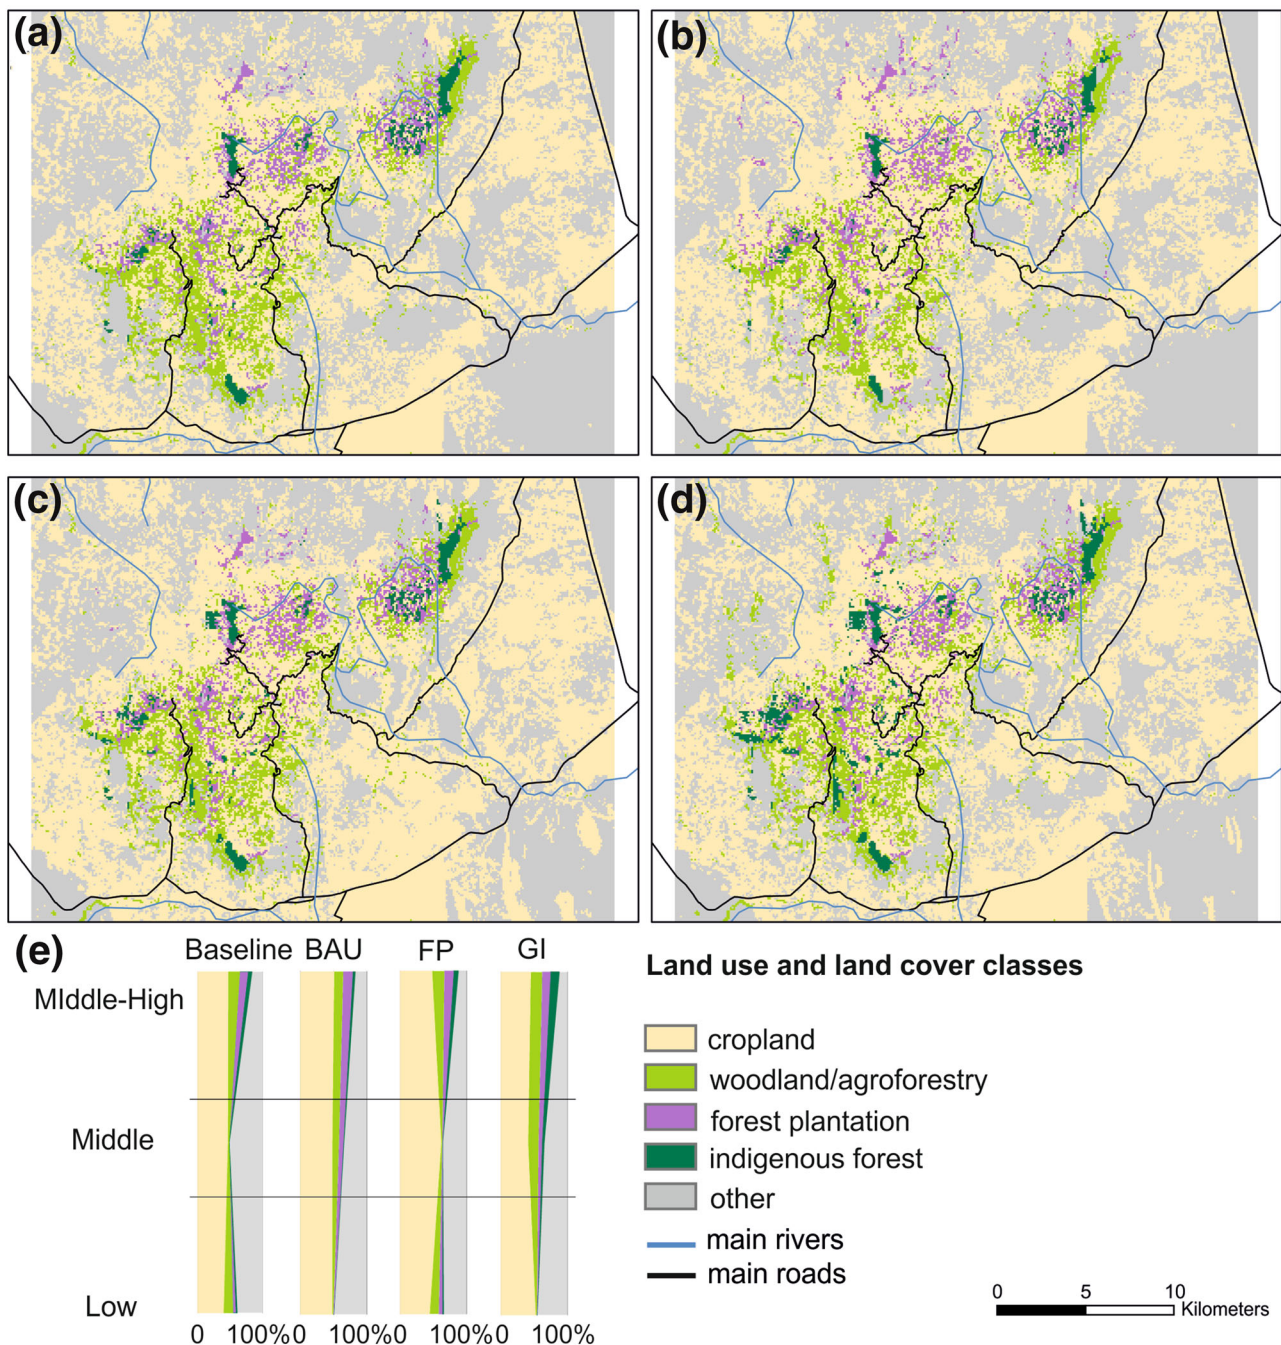 (a)
(b)
(c)
(d)
(e)
Baseline BAU FP GI
MIddle-High
Middle
Low
0 100% 0 100% 0 100% 0 100%
Land use and land cover classes
cropland
woodland/agroforestry
forest plantation
indigenous forest
other
main rivers
main roads
0 5 10
Kilometers